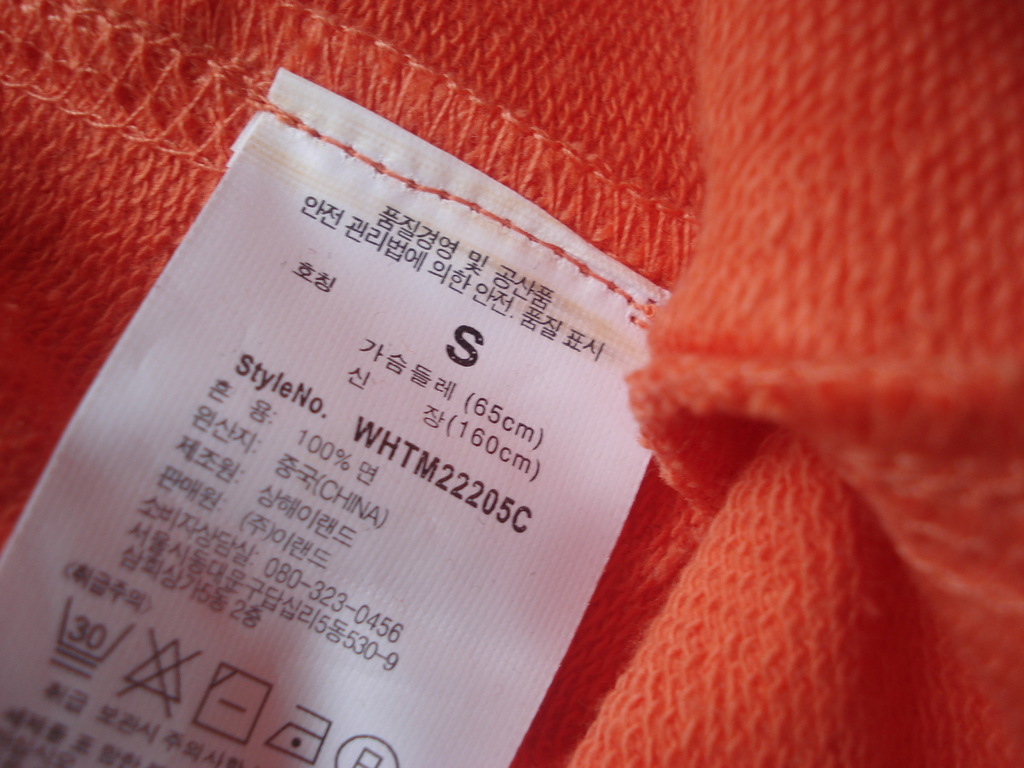 품질경영 및 공산품
안전 관리법에 의한 안전. 품질 표시
호칭
S
가슴둘레 (65cm)
신 장(160cm)
StyleNo. WHTM22205C
혼 용: 100% 면
원산지: 중국(CHINA)
제조원: 상해이랜드
판매원: (주)이랜드
소비자상담실: 080-323-0456
서울시동대문구답십리5동530-9
삼희상가5동 2층
<취급주의>
30
취급 보관시 주의사항